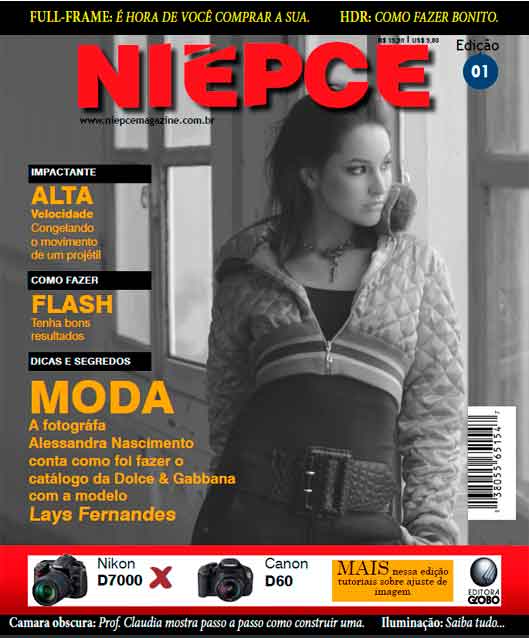 FULL-FRAME: É HORA DE VOCÊ COMPRAR A SUA. HDR: COMO FAZER BONITO.
Edição
01
NIÉPCE
www.niepcemagazine.com.br
IMPACTANTE
ALTA
Velocidade
Congelando
o movimento
de um projétil
COMO FAZER
FLASH
Tenha bons
resultados
DICAS E SEGREDOS
MODA
A fotográfa
Alessandra Nascimento
conta como foi fazer o
catálogo da Dolce & Gabbana
com a modelo
Lays Fernandes
Nikon
D7000
X
Canon
D60
MAIS nessa edição
tutoriais sobre ajuste de
imagem
EDITORA
GLOBO
Camara obscura: Prof. Claudia mostra passo a passo como construir uma. Iluminação: Saiba tudo...